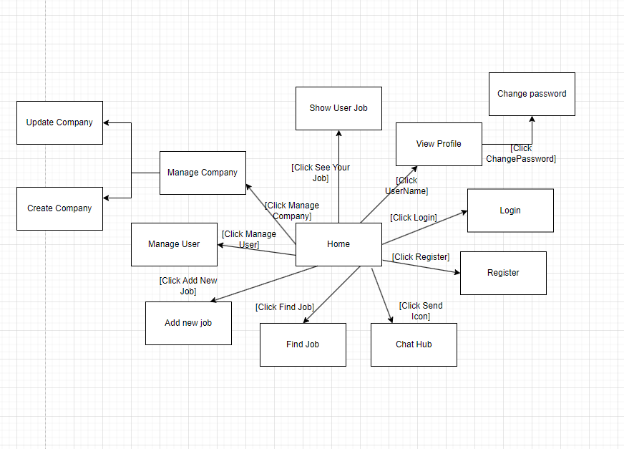 Change password
Show User Job
Update Company
View Profile
[Click
ChangePassword]
Manage Company
[Click See Your
Job]
[Click
UserName]
Create Company
[Click Manage
Company]
[Click Login]
Login
Manage User
[Click Manage
User]
Home
[Click Register]
Register
[Click Add New
Job]
[Click Find Job]
[Click Send
Icon]
Add new job
Find Job
Chat Hub